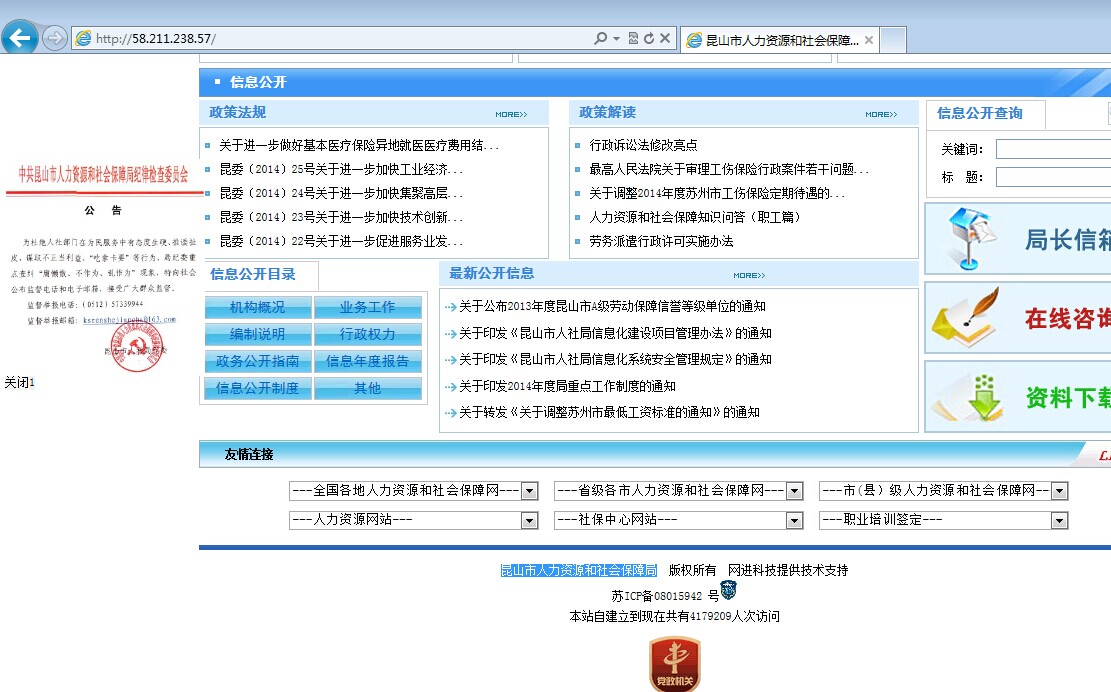 http://58.211.238.57/
昆山市人力资源和社会保障...
信息公开
政策法规 MORE>>
关于进一步做好基本医疗保险异地就医医疗费用结...
昆委〔2014〕25号关于进一步加快工业经济...
昆委〔2014〕24号关于进一步加快集聚高层...
昆委〔2014〕23号关于进一步加快技术创新...
昆委〔2014〕22号关于进一步促进服务业发...
政策解读 MORE>>
行政诉讼法修改亮点
最高人民法院关于审理工伤保险行政案件若干问题...
关于调整2014年度苏州市工伤保险定期待遇的...
人力资源和社会保障知识问答（职工篇）
劳务派遣行政许可实施办法
信息公开查询
关键词：
标 题：
中共昆山市人力资源和社会保障局纪律检查委员会
公 告
为杜绝人社部门在为民服务中有态度生硬、推诿扯
皮、谋取不正当利益、"吃拿卡要"等行为，局纪委重
点查纠"庸懒散、不作为、乱作为"现象，特向社会
公布监督电话和电子邮箱，接受广大群众监督。
监督举报电话：(0512) 57339944
监督举报邮箱：
关闭1
信息公开目录
机构概况 业务工作
编制说明 行政权力
政务公开指南 信息年度报告
信息公开制度 其他
最新公开信息 MORE>>
关于公布2013年度昆山市A级劳动保障信誉等级单位的通知
关于印发《昆山市人社局信息化建设项目管理办法》的通知
关于印发《昆山市人社局信息化系统安全管理规定》的通知
关于印发2014年度局重点工作制度的通知
关于转发《关于调整苏州市最低工资标准的通知》的通知
局长信箱
在线咨询
资料下载
友情连接
---全国各地人力资源和社会保障网--- ---省级各市人力资源和社会保障网--- ---市(县）级人力资源和社会保障网---
---人力资源网站--- ---社保中心网站--- ---职业培训签定---
昆山市人力资源和社会保障局 版权所有 网进科技提供技术支持
苏ICP备08015942 号
本站自建立到现在共有4179209人次访问
党政机关